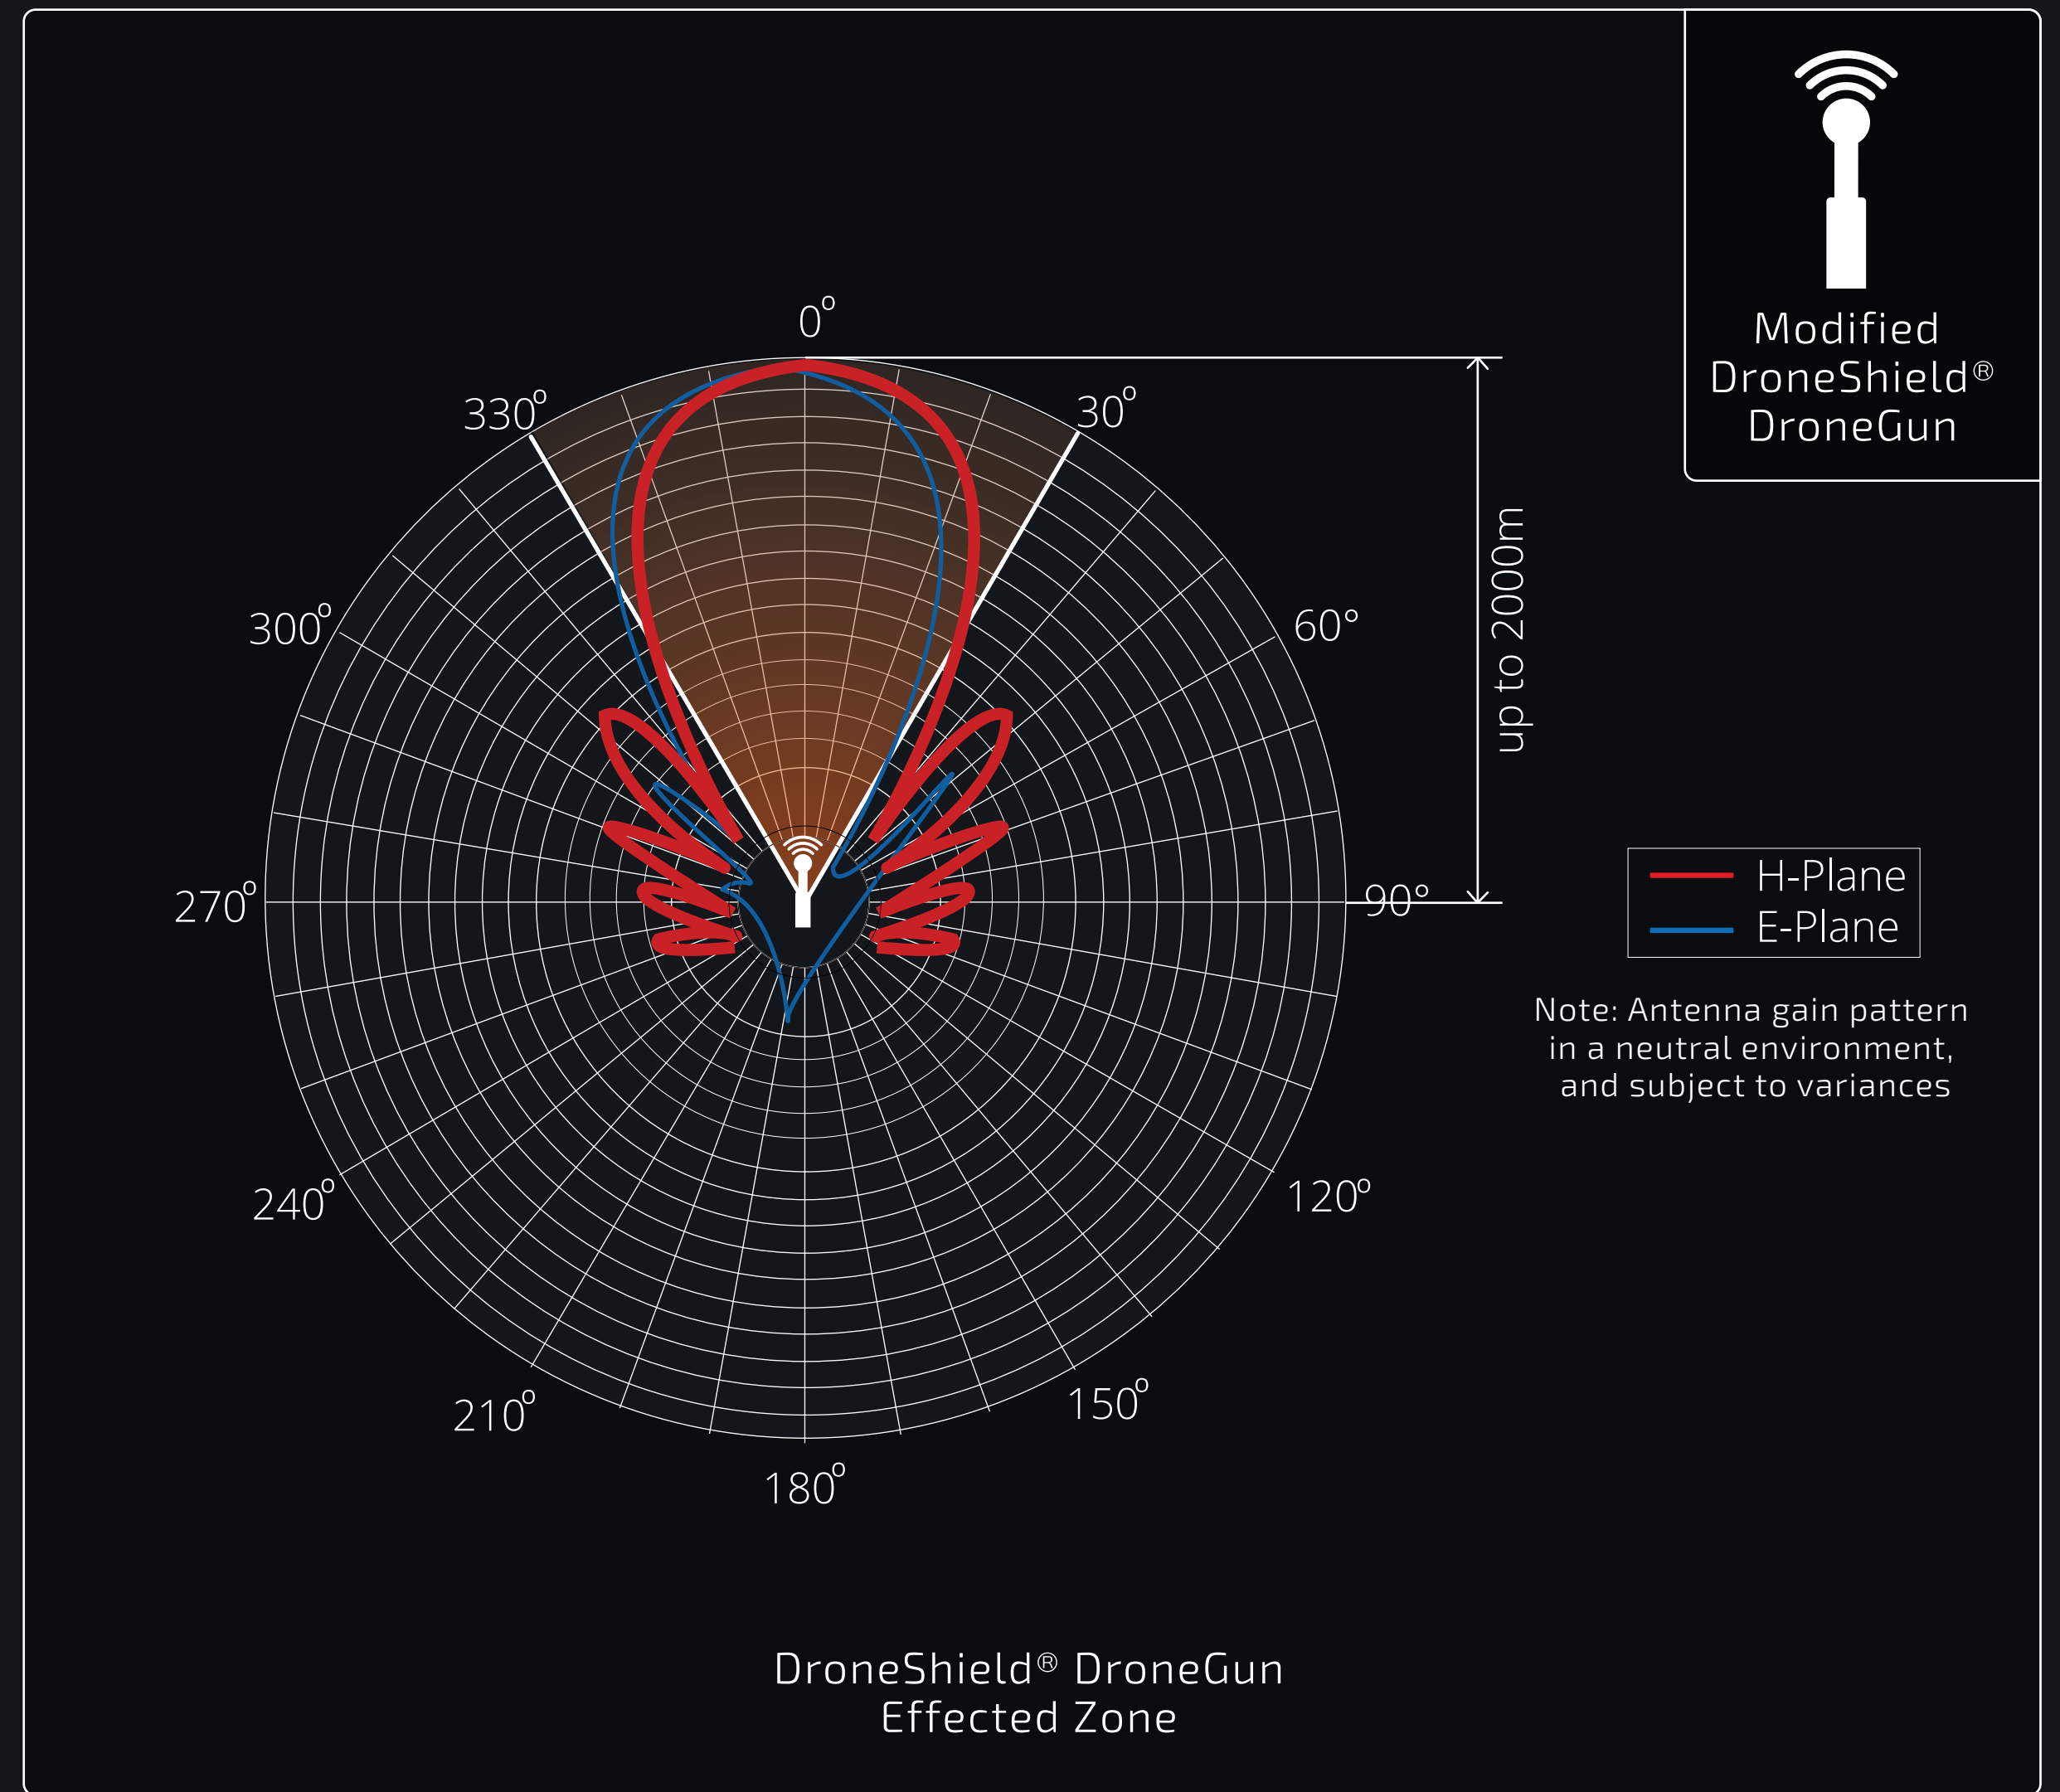 Modified
DroneShield®
DroneGun
0°
330°
30°
300°
60°
up to 2000m
270°
90°
H-Plane
E-Plane
Note: Antenna gain pattern
in a neutral environment,
and subject to variances
240°
120°
210°
150°
180°
DroneShield® DroneGun
Effected Zone